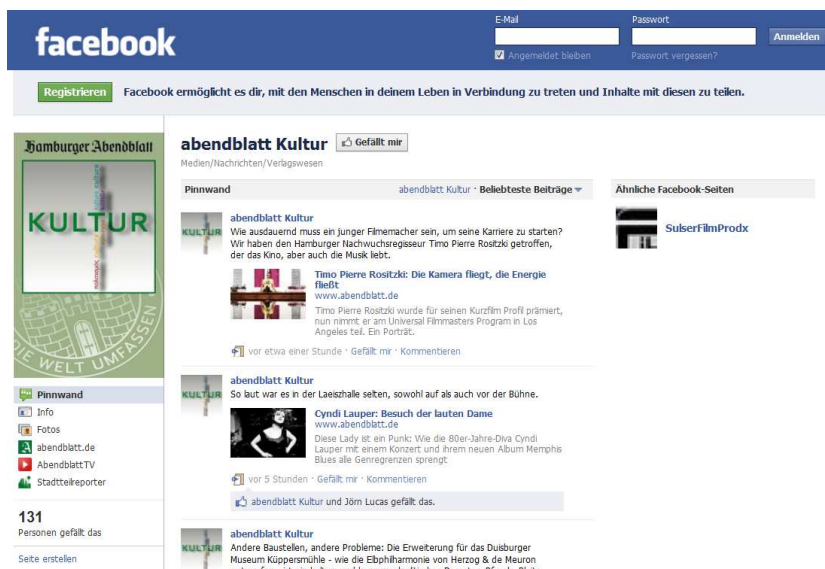 facebook
E-Mail
Passwort
Anmelden
Angemeldet bleiben
Passwort vergessen?
Registrieren
Facebook ermöglicht es dir, mit den Menschen in deinem Leben in Verbindung zu treten und Inhalte mit diesen zu teilen.
Hamburger Abendblatt
KULTUR
DIE WELT UMFASSEN
Pinnwand
Info
Fotos
abendblatt.de
AbendblattTV
Stadtteilreporter
131
Personen gefällt das
Seite erstellen
abendblatt Kultur
Gefällt mir
Medien/Nachrichten/Verlagswesen
Pinnwand
abendblatt Kultur · Beliebteste Beiträge
KULTUR
abendblatt Kultur
Wie ausdauernd muss ein junger Filmemacher sein, um seine Karriere zu starten?
Wir haben den Hamburger Nachwuchsregisseur Timo Pierre Rositzki getroffen,
der das Kino, aber auch die Musik liebt.
Timo Pierre Rositzki: Die Kamera fliegt, die Energie
fließt
www.abendblatt.de
Timo Pierre Rositzki wurde für seinen Kurzfilm Profil prämiert,
nun nimmt er am Universal Filmmasters Program in Los
Angeles teil. Ein Porträt.
vor etwa einer Stunde · Gefällt mir · Kommentieren
KULTUR
abendblatt Kultur
So laut war es in der Laeiszhalle selten, sowohl auf als auch vor der Bühne.
Cyndi Lauper: Besuch der lauten Dame
www.abendblatt.de
Diese Lady ist ein Punk: Wie die 80er-Jahre-Diva Cyndi
Lauper mit einem Konzert und ihrem neuen Album Memphis
Blues alle Genregrenzen sprengt
vor 5 Stunden · Gefällt mir · Kommentieren
abendblatt Kultur und Jörn Lucas gefällt das.
KULTUR
abendblatt Kultur
Andere Baustellen, andere Probleme: Die Erweiterung für das Duisburger
Museum Küppersmühle - wie die Elbphilharmonie von Herzog & de Meuron
Ähnliche Facebook-Seiten
SulserFilmProdx